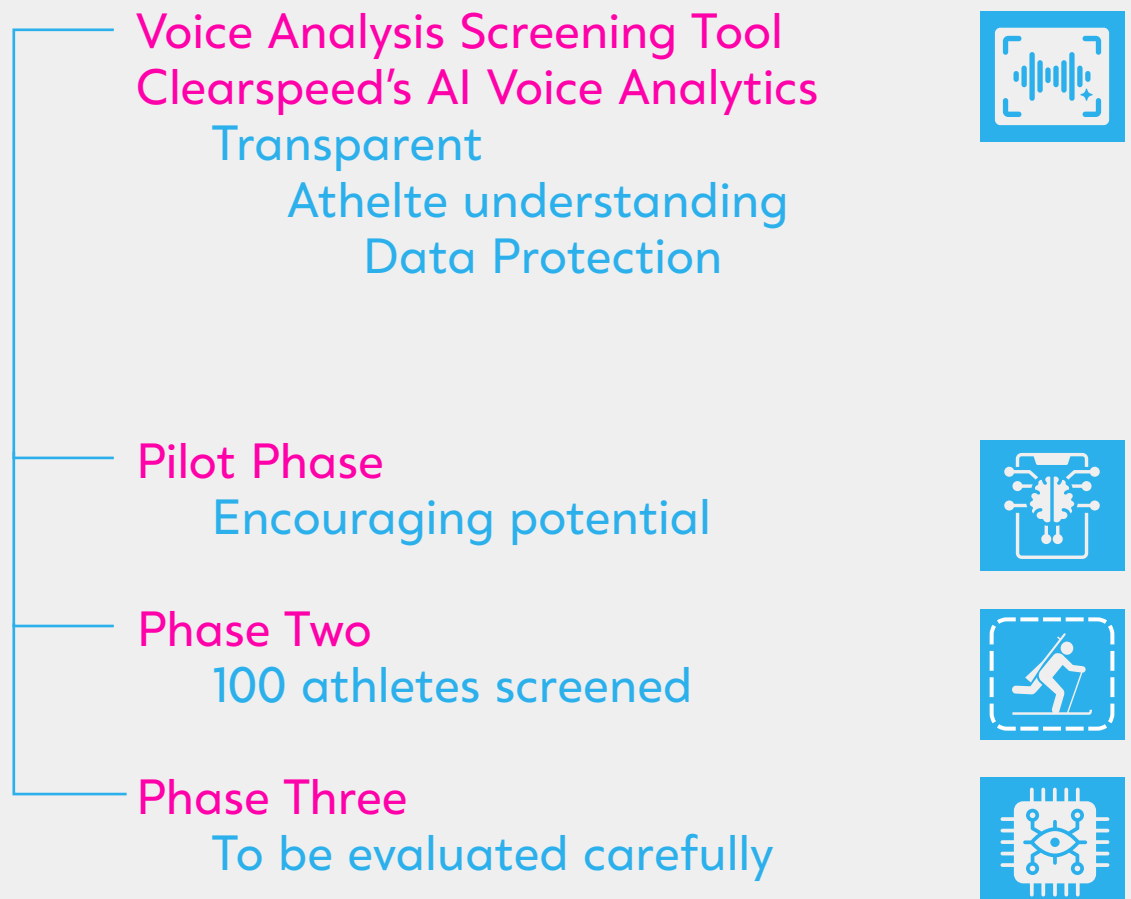 Voice Analysis Screening Tool
Clearspeed's AI Voice Analytics
Transparent
Athelte understanding
Data Protection
Pilot Phase
Encouraging potential
Phase Two
100 athletes screened
Phase Three
To be evaluated carefully